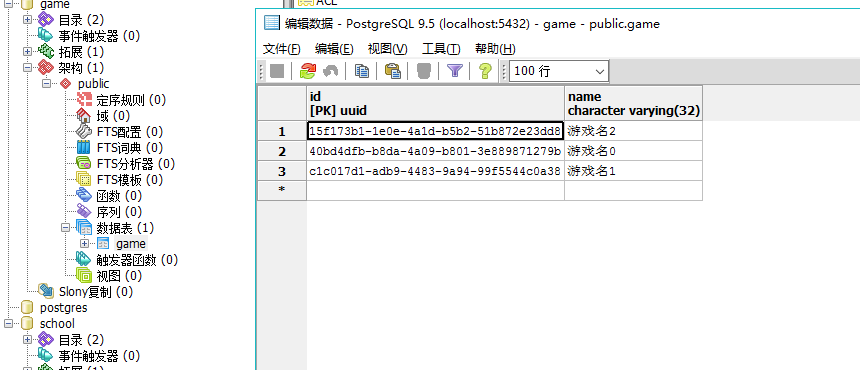 game
目录 (2)
事件触发器 (0)
拓展 (1)
架构 (1)
public
定序规则 (0)
域 (0)
FTS配置 (0)
FTS词典 (0)
FTS分析器 (0)
FTS模板 (0)
函数 (0)
序列 (0)
数据表 (1)
game
触发器函数 (0)
视图 (0)
Slony复制 (0)
postgres
school
目录 (2)
事件触发器 (0)
拓展 (1)
ACL
编辑数据 - PostgreSQL 9.5 (localhost:5432) - game - public.game
文件(F) 编辑(E) 视图(V) 工具(T) 帮助(H)
100 行
id name
[PK] uuid character varying(32)
1 15f173b1-1e0e-4a1d-b5b2-51b872e23dd8 游戏名2
2 40bd4dfb-b8da-4a09-b801-3e889871279b 游戏名0
3 c1c017d1-adb9-4483-9a94-99f5544c0a38 游戏名1
*